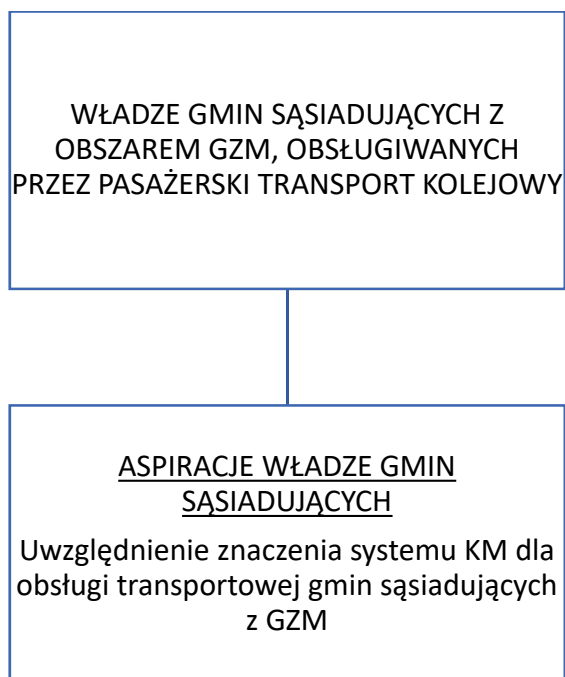 WŁADZE GMIN SĄSIADUJĄCYCH Z
OBSZAREM GZM, OBSŁUGIWANYCH
PRZEZ PASAŻERSKI TRANSPORT KOLEJOWY
ASPIRACJE WŁADZE GMIN
SĄSIADUJĄCYCH
Uwzględnienie znaczenia systemu KM dla
obsługi transportowej gmin sąsiadujących
z GZM